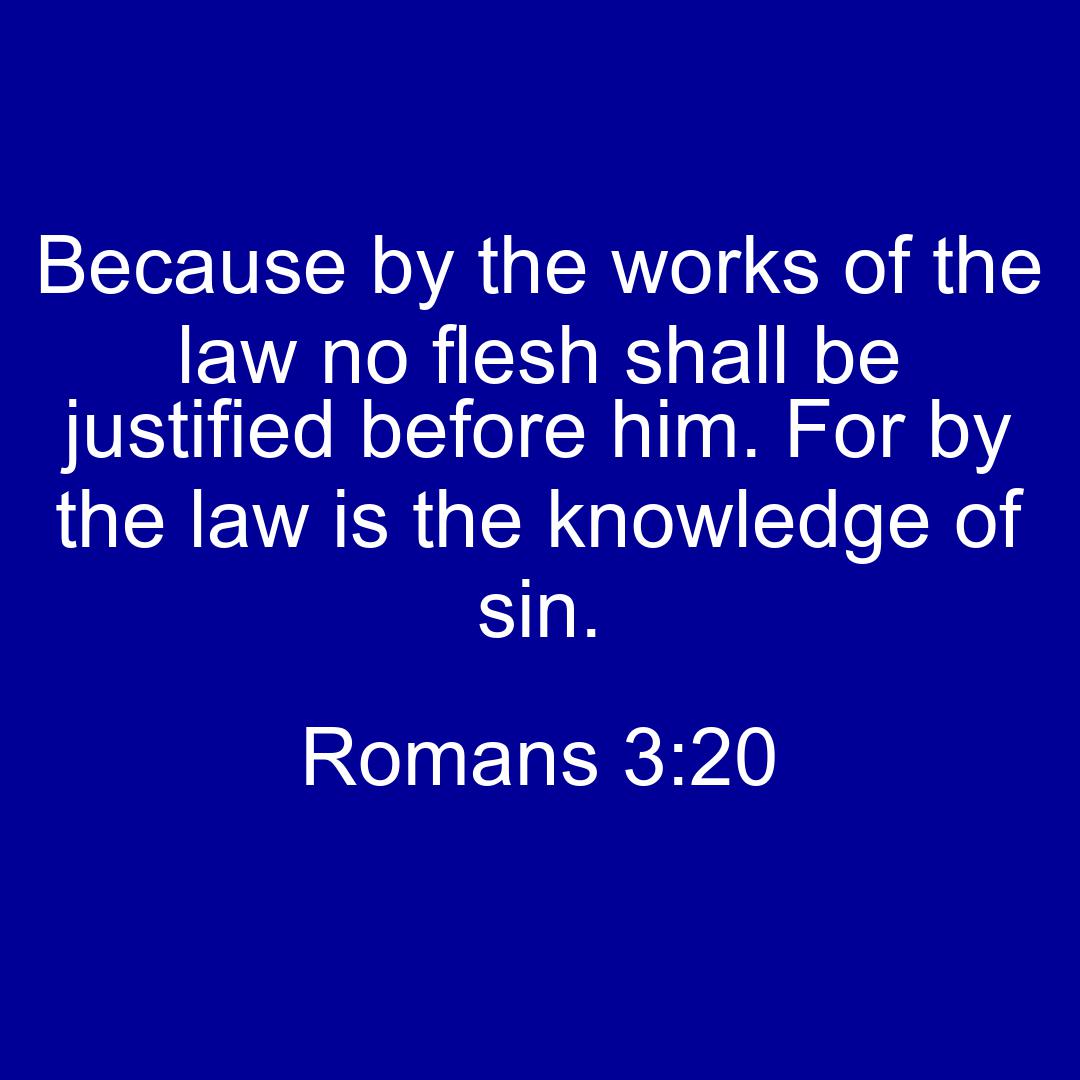 Because by the works of the
law no flesh shall be
justified before him. For by
the law is the knowledge of
sin.
Romans 3:20